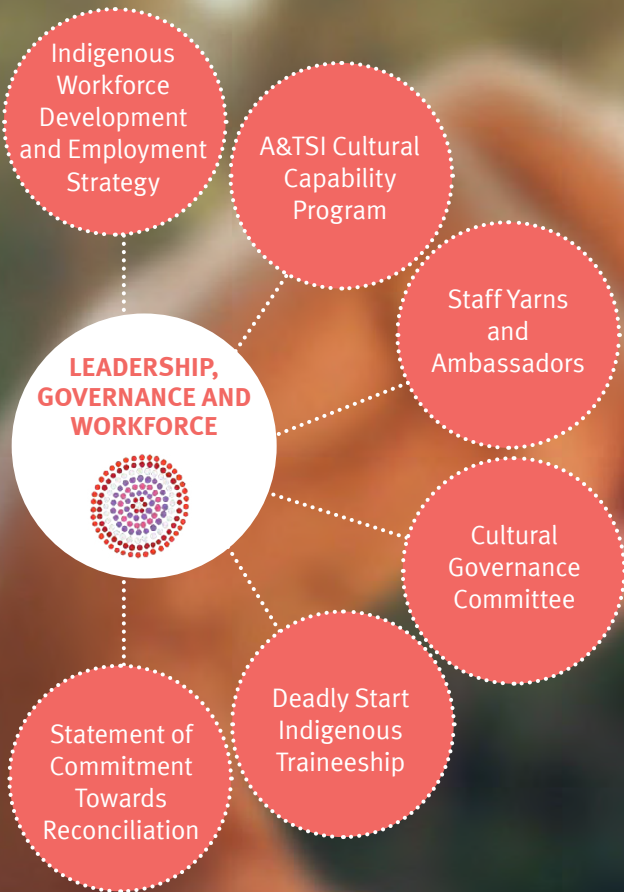 Indigenous
Workforce
Development
and Employment
Strategy
A&TSI Cultural
Capability
Program
Staff Yarns
and
Ambassadors
LEADERSHIP,
GOVERNANCE AND
WORKFORCE
Cultural
Governance
Committee
Deadly Start
Indigenous
Traineeship
Statement of
Commitment
Towards
Reconciliation